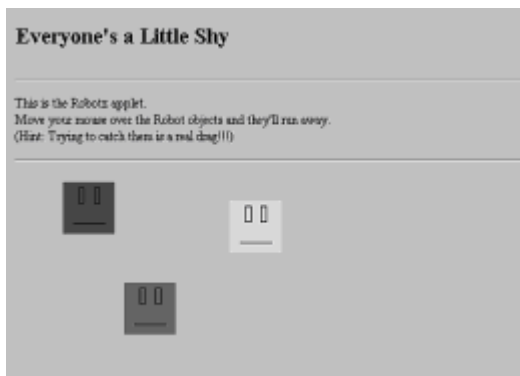 Everyone's a Little Shy
This is the Robotz applet.
Move your mouse over the Robot objects and they'll run away.
(Hint: Trying to catch them is a real drag!!!)